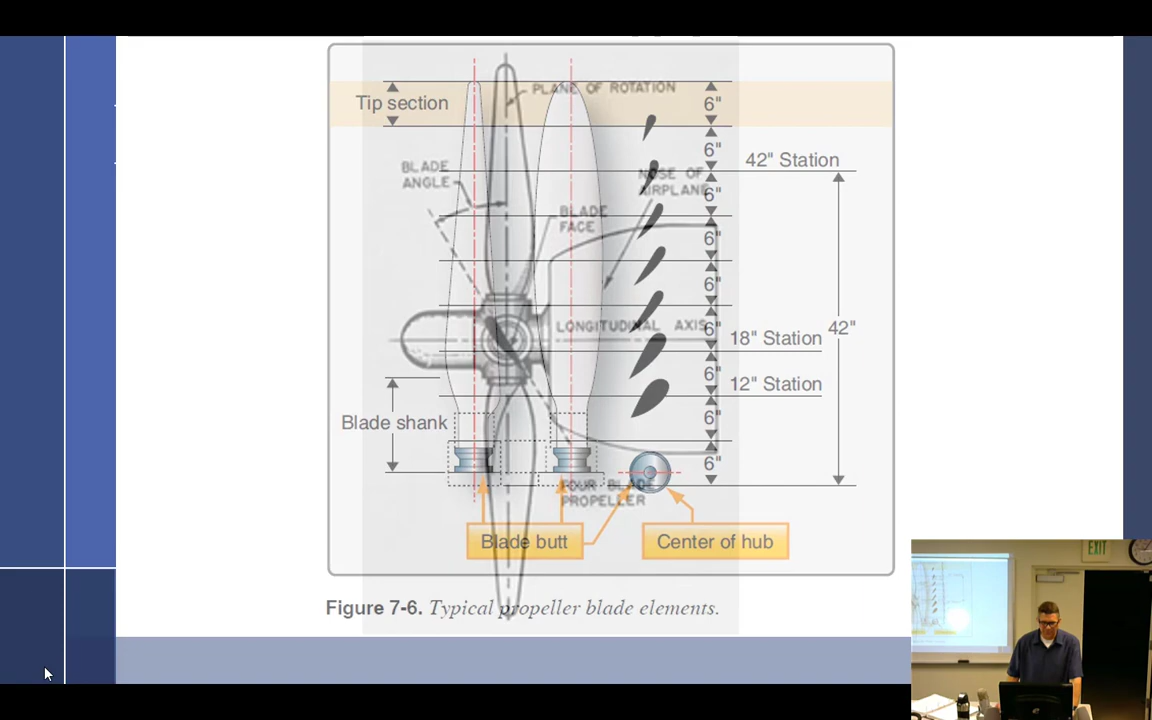 PLANE OF ROTATION
Tip section
6"
6"
42" Station
BLADE
ANGLE
NOSE OF
AIRPLANE
6"
BLADE
FACE
6"
6"
LONGITUDINAL AXIS
6"
18" Station
42"
6"
12" Station
Blade shank
6"
6"
FOUR BLADE
PROPELLER
Blade butt
Center of hub
Figure 7-6. Typical propeller blade elements.
EXIT